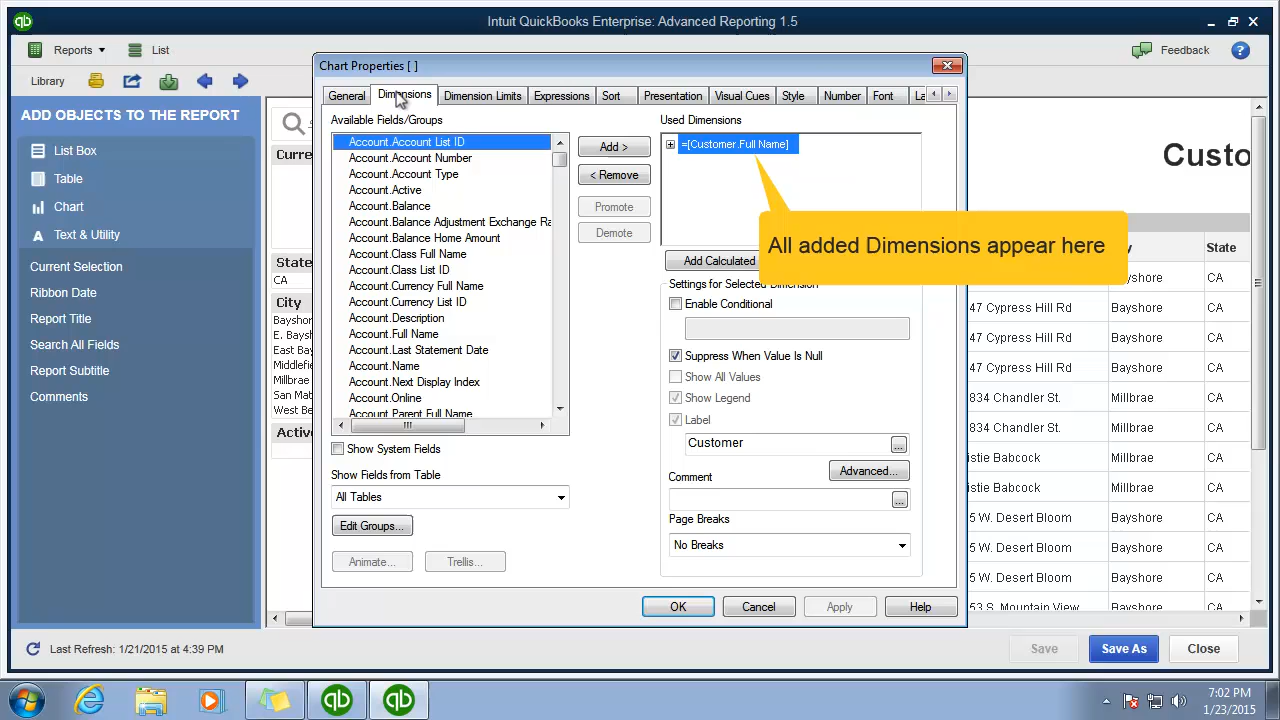 Intuit QuickBooks Enterprise: Advanced Reporting 1.5
Reports
List
Feedback
Library
ADD OBJECTS TO THE REPORT
List Box
Table
Chart
Text & Utility
Current Selection
Ribbon Date
Report Title
Search All Fields
Report Subtitle
Comments
Curre
State
CA
City
Bayshor
E. Baysh
East Bay
Middlefi
Millbrae
San Mat
West Be
Active
Chart Properties [ ]
General
Dimensions
Dimension Limits
Expressions
Sort
Presentation
Visual Cues
Style
Number
Font
La
Available Fields/Groups
Account.Account List ID
Account.Account Number
Account.Account Type
Account.Active
Account.Balance
Account.Balance Adjustment Exchange Ra
Account.Balance Home Amount
Account.Class Full Name
Account.Class List ID
Account.Currency Full Name
Account.Currency List ID
Account.Description
Account.Full Name
Account.Last Statement Date
Account.Name
Account.Next Display Index
Account.Online
Account.Parent Full Name
Show System Fields
Show Fields from Table
All Tables
Edit Groups...
Animate...
Trellis...
Add >
< Remove
Promote
Demote
Used Dimensions
=[Customer.Full Name]
All added Dimensions appear here
Add Calculated
Settings for Selected Dimension
Enable Conditional
Suppress When Value Is Null
Show All Values
Show Legend
Label
Customer
...
Advanced...
Comment
...
Page Breaks
No Breaks
OK
Cancel
Apply
Help
Custo
y
State
Bayshore CA
47 Cypress Hill Rd Bayshore CA
47 Cypress Hill Rd Bayshore CA
47 Cypress Hill Rd Bayshore CA
834 Chandler St. Millbrae CA
834 Chandler St. Millbrae CA
istie Babcock Millbrae CA
istie Babcock Millbrae CA
5 W. Desert Bloom Bayshore CA
5 W. Desert Bloom Bayshore CA
5 W. Desert Bloom Bayshore CA
53 S. Mountain View Bayshore CA
Last Refresh: 1/21/2015 at 4:39 PM
Save
Save As
Close
7:02 PM
1/23/2015